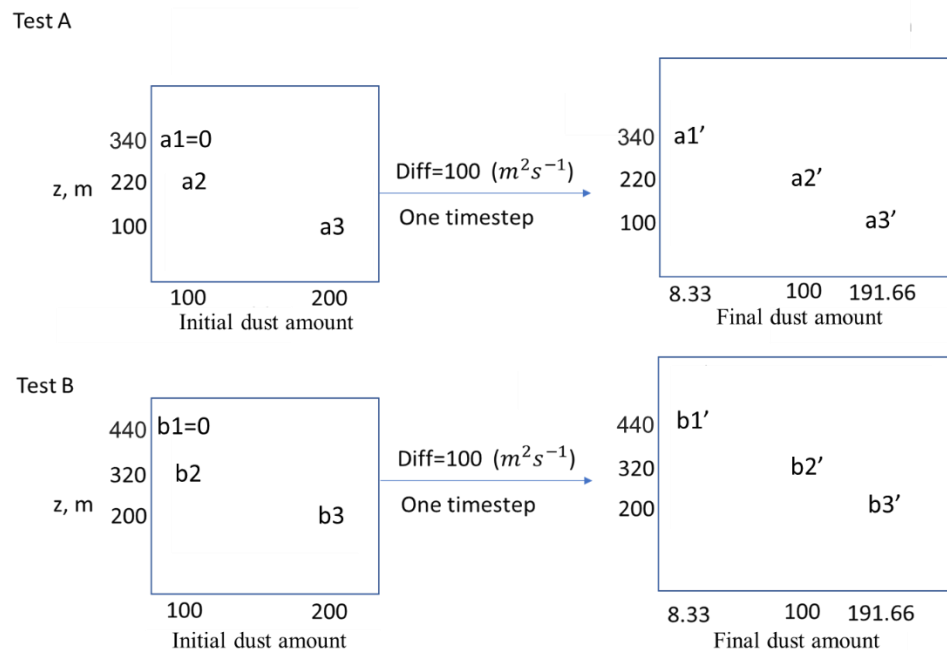 Test A
340 a1=0
220 a2
z, m
100 a3
100 200
Initial dust amount
Diff=100 (m²s⁻¹)
One timestep
340 a1’
220 a2’
100 a3’
8.33 100 191.66
Final dust amount
Test B
440 b1=0
320 b2
z, m
200 b3
100 200
Initial dust amount
Diff=100 (m²s⁻¹)
One timestep
440 b1’
320 b2’
200 b3’
8.33 100 191.66
Final dust amount